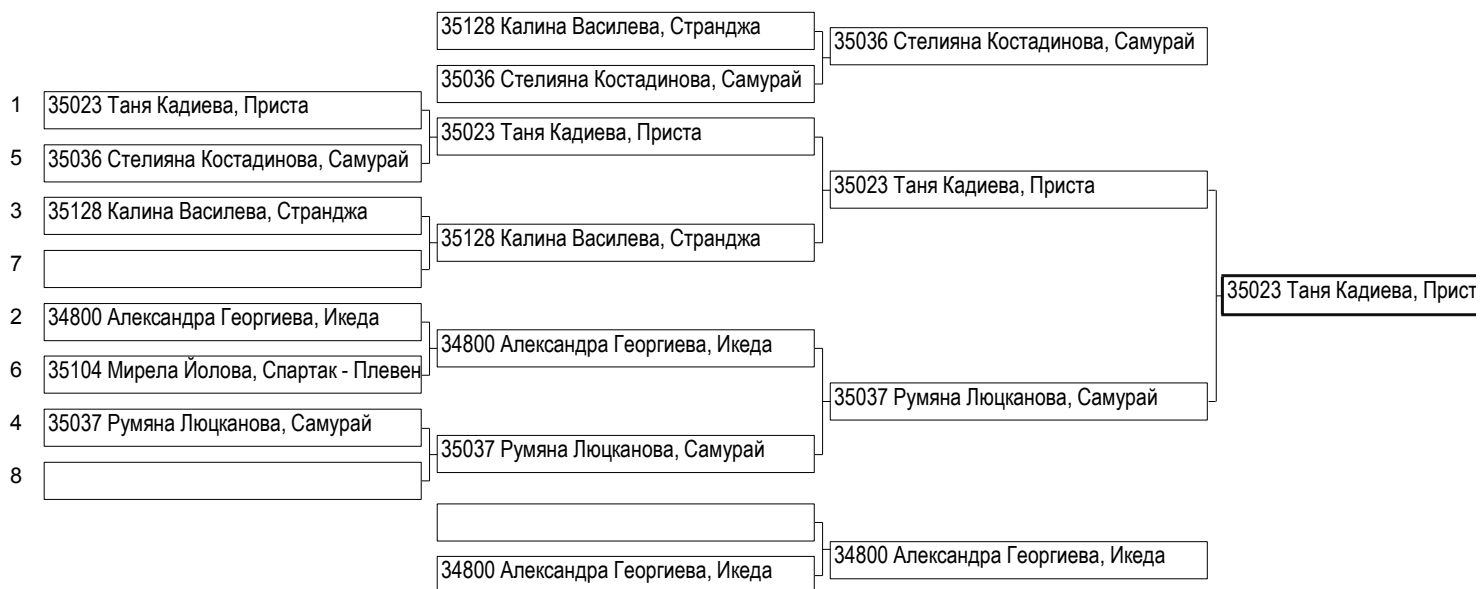 35128 Калина Василева, Странджа
35036 Стелияна Костадинова, Самурай
35036 Стелияна Костадинова, Самурай
1 35023 Таня Кадиева, Приста
5 35036 Стелияна Костадинова, Самурай
3 35128 Калина Василева, Странджа
7
2 34800 Александра Георгиева, Икеда
6 35104 Мирела Йолова, Спартак - Плевен
4 35037 Румяна Люцканова, Самурай
8
35023 Таня Кадиева, Приста
35128 Калина Василева, Странджа
34800 Александра Георгиева, Икеда
35037 Румяна Люцканова, Самурай
34800 Александра Георгиева, Икеда
35023 Таня Кадиева, Приста
35037 Румяна Люцканова, Самурай
34800 Александра Георгиева, Икеда
35023 Таня Кадиева, Прист